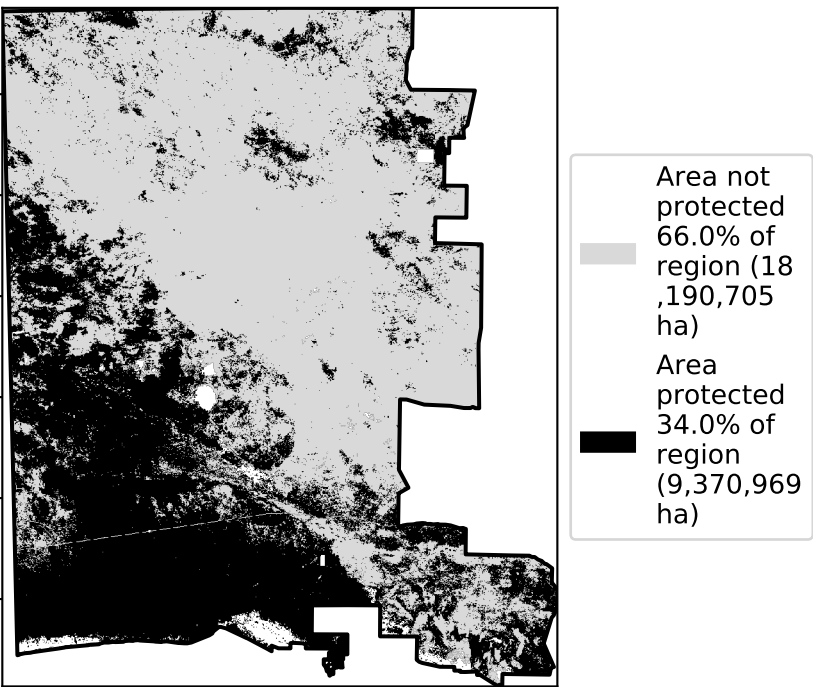 Area not
protected
66.0% of
region (18
,190,705
ha)
Area
protected
34.0% of
region
(9,370,969
ha)